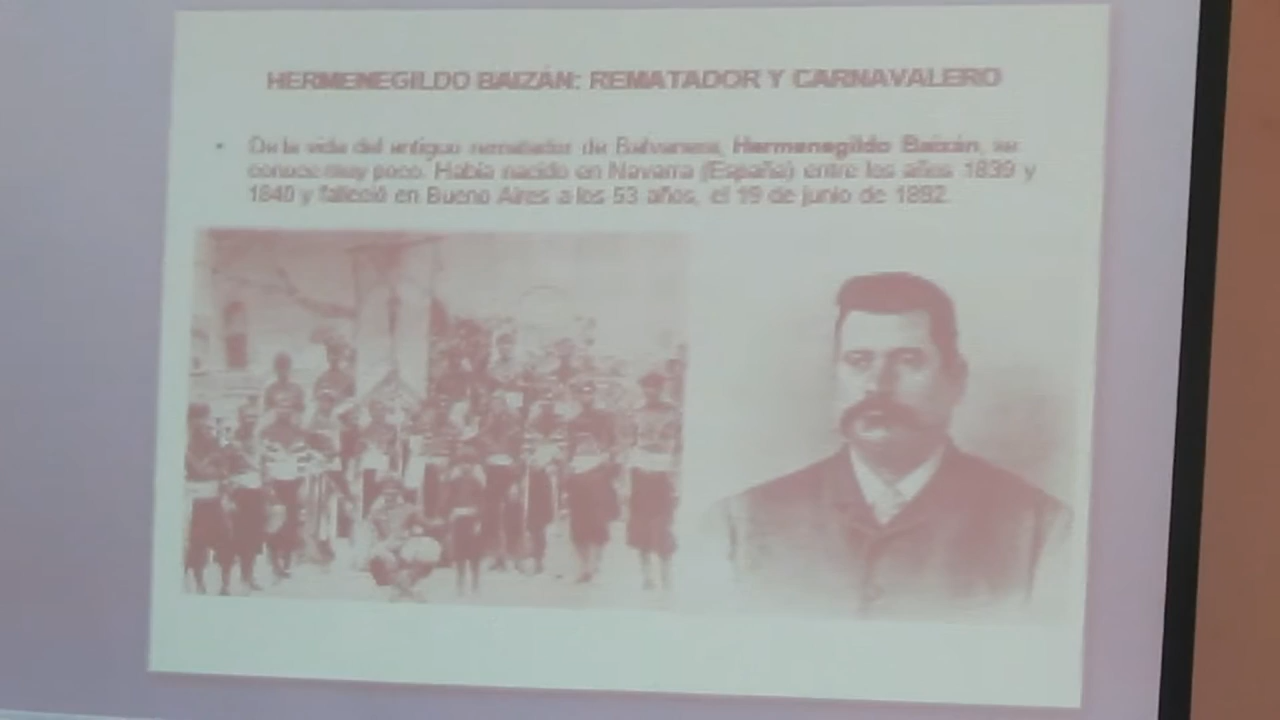 HERMENEGILDO BAIZÁN: REMATADOR Y CARNAVALERO
• De la vida del antiguo rematador de Balvanera, Hermenegildo Baizán, se
conoce muy poco. Había nacido en Navarra (España) entre los años 1839 y
1840 y falleció en Bueno Aires a los 53 años, el 19 de junio de 1892.